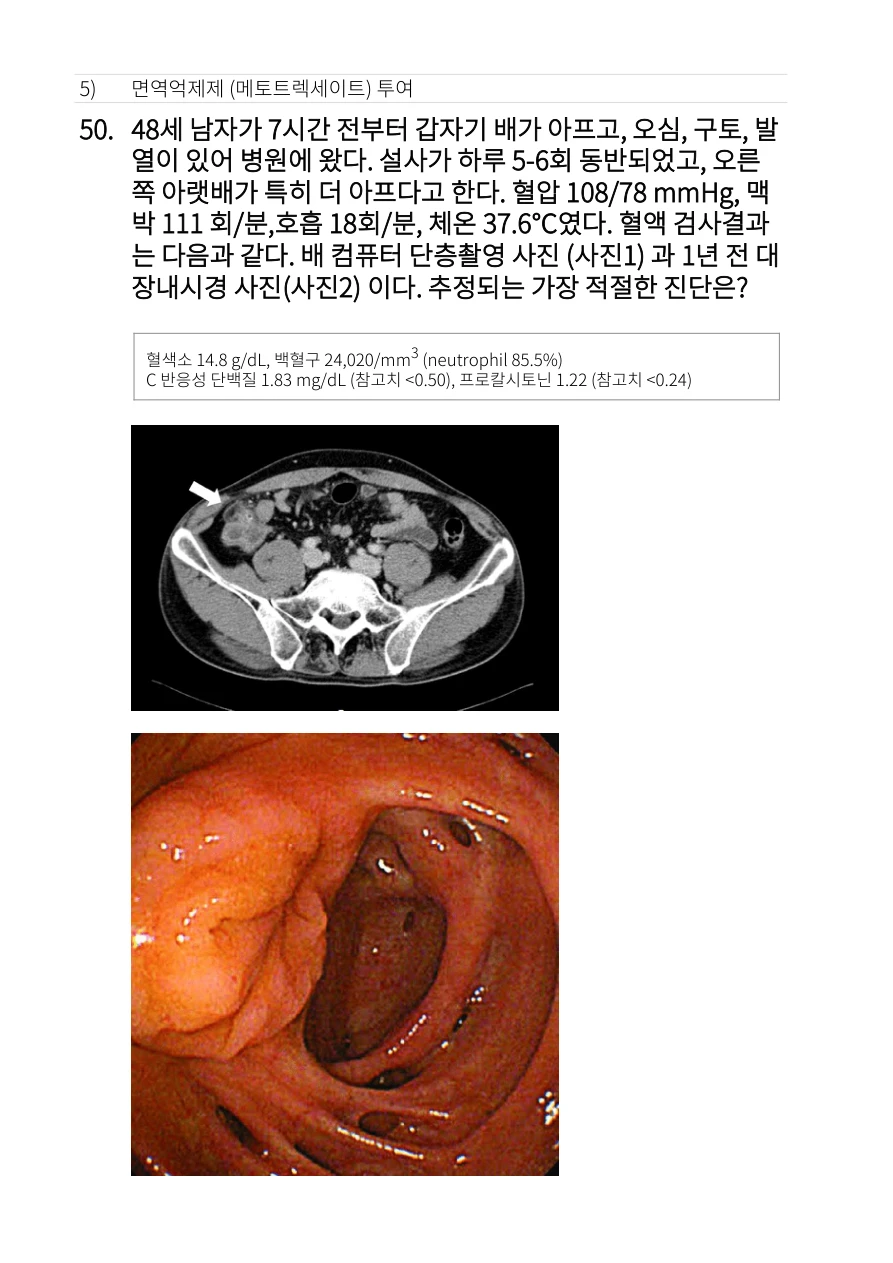 5) 면역억제제 (메토트렉세이트) 투여
50. 48세 남자가 7시간 전부터 갑자기 배가 아프고, 오심, 구토, 발
열이 있어 병원에 왔다. 설사가 하루 5-6회 동반되었고, 오른
쪽 아랫배가 특히 더 아프다고 한다. 혈압 108/78 mmHg, 맥
박 111 회/분,호흡 18회/분, 체온 37.6℃였다. 혈액 검사결과
는 다음과 같다. 배 컴퓨터 단층촬영 사진 (사진1) 과 1년 전 대
장내시경 사진(사진2) 이다. 추정되는 가장 적절한 진단은?
혈색소 14.8 g/dL, 백혈구 24,020/mm³ (neutrophil 85.5%)
C 반응성 단백질 1.83 mg/dL (참고치 <0.50), 프로칼시토닌 1.22 (참고치 <0.24)